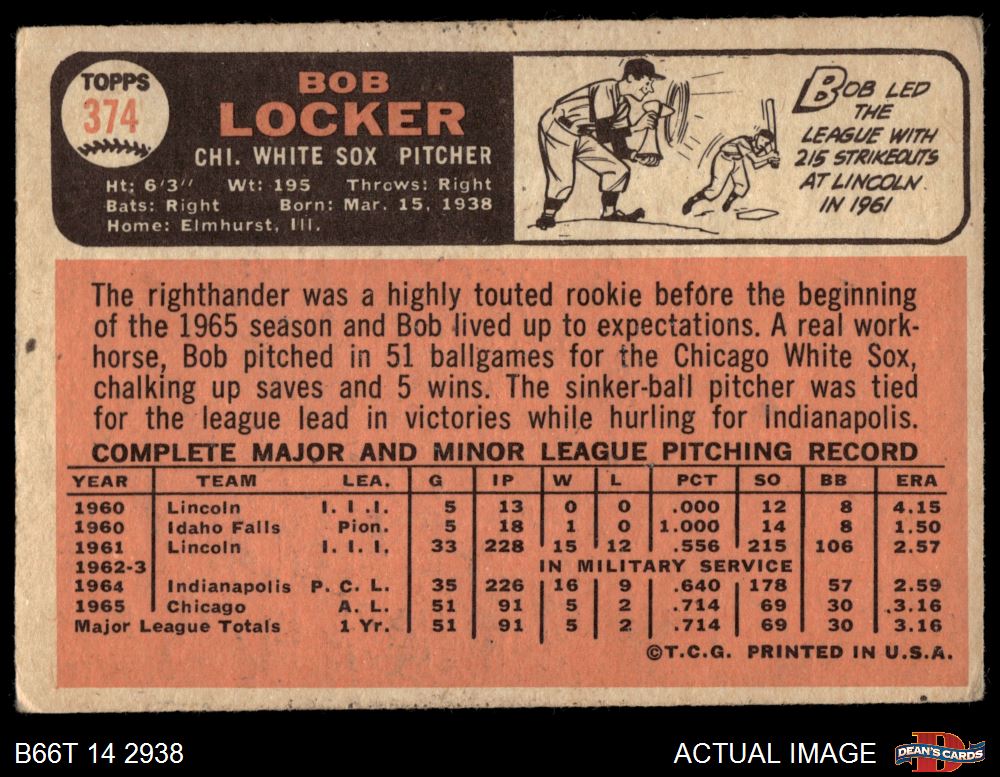 TOPPS
374
BOB
LOCKER
CHI. WHITE SOX PITCHER
Ht: 6'3" Wt: 195 Throws: Right
Bats: Right Born: Mar. 15, 1938
Home: Elmhurst, Ill.
BOB LED
THE
LEAGUE WITH
215 STRIKEOUTS
AT LINCOLN
IN 1961
The righthander was a highly touted rookie before the beginning
of the 1965 season and Bob lived up to expectations. A real work-
horse, Bob pitched in 51 ballgames for the Chicago White Sox,
chalking up saves and 5 wins. The sinker-ball pitcher was tied
for the league lead in victories while hurling for Indianapolis.
COMPLETE MAJOR AND MINOR LEAGUE PITCHING RECORD
YEAR TEAM LEA. G IP W L PCT SO BB ERA
1960 Lincoln I. I. I. 5 13 0 0 .000 12 8 4.15
1960 Idaho Falls Pion. 5 18 1 0 1.000 14 8 1.50
1961 Lincoln I. I. I. 33 228 15 12 .556 215 106 2.57
1962-3 IN MILITARY SERVICE
1964 Indianapolis P. C. L. 35 226 16 9 .640 178 57 2.59
1965 Chicago A. L. 51 91 5 2 .714 69 30 3.16
Major League Totals 1 Yr. 51 91 5 2 .714 69 30 3.16
©T.C.G. PRINTED IN U.S.A.
B66T 14 2938
ACTUAL IMAGE
DEAN'S CARDS